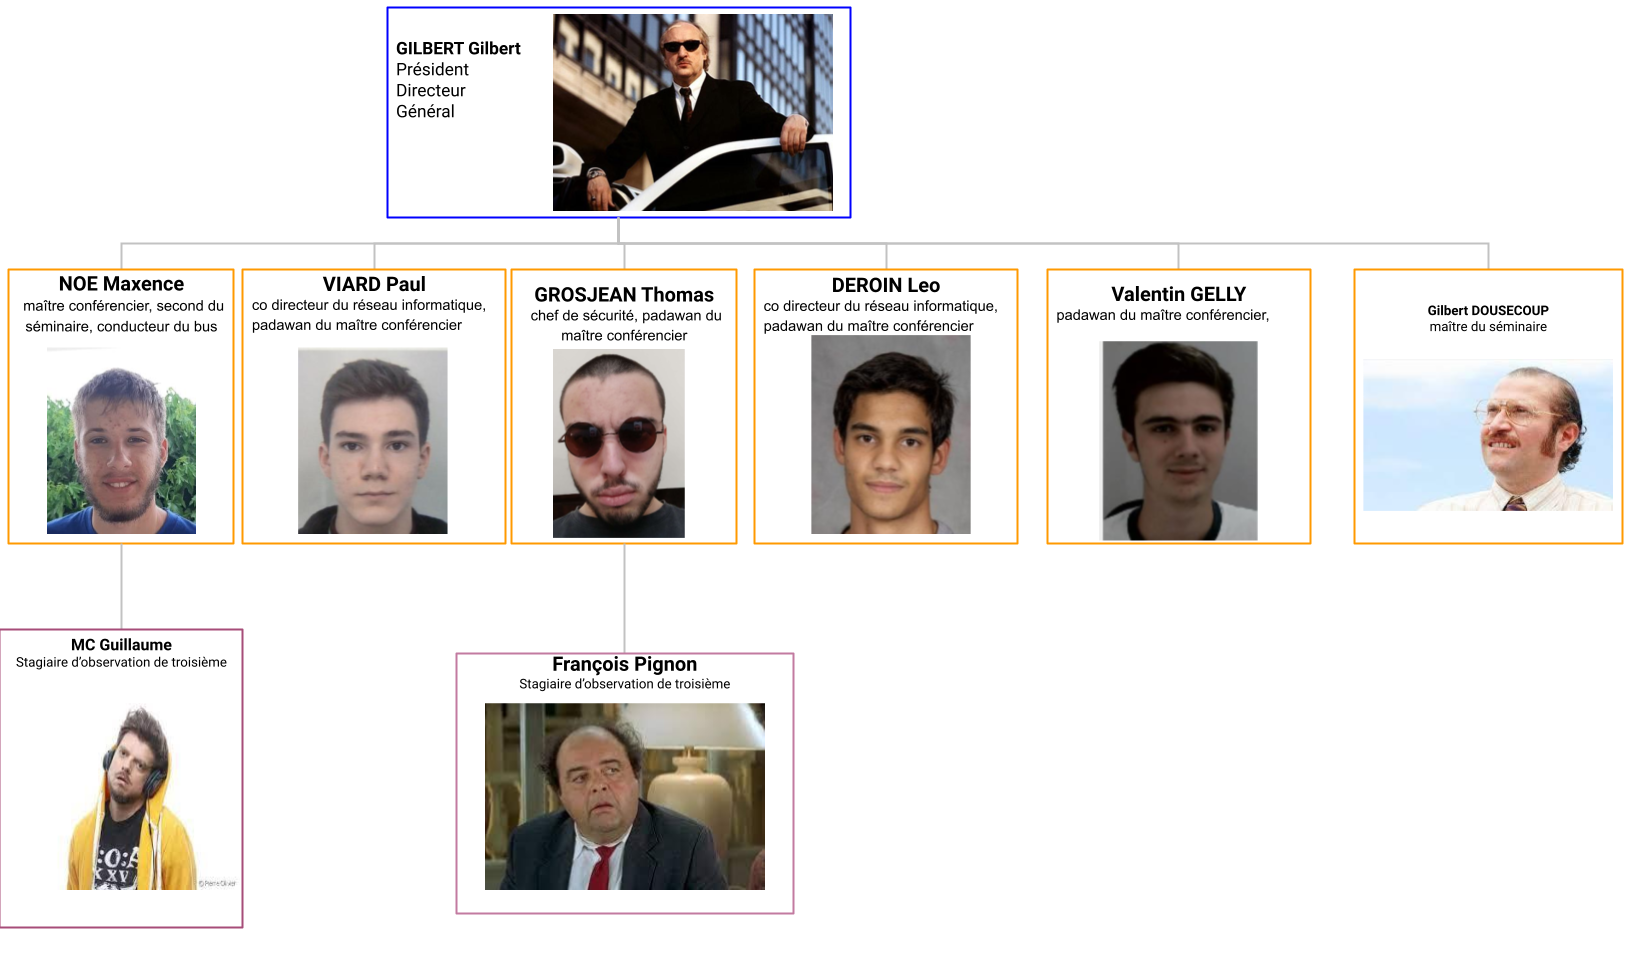 GILBERT Gilbert
Président
Directeur
Général
NOE Maxence
maître conférencier, second du
séminaire, conducteur du bus
VIARD Paul
co directeur du réseau informatique,
padawan du maître conférencier
GROSJEAN Thomas
chef de sécurité, padawan du
maître conférencier
DEROIN Leo
co directeur du réseau informatique,
padawan du maître conférencier
Valentin GELLY
padawan du maître conférencier,
Gilbert DOUSECOUP
maître du séminaire
MC Guillaume
Stagiaire d’observation de troisième
François Pignon
Stagiaire d’observation de troisième
©Pierre Olivier